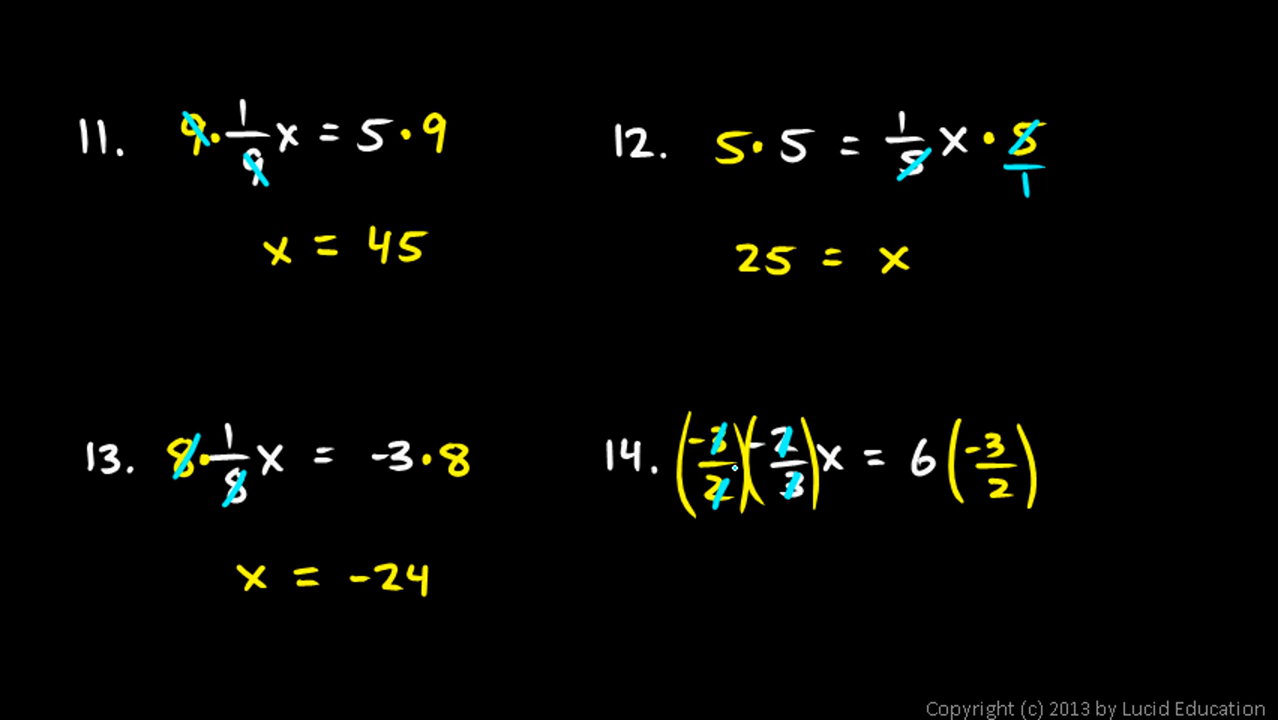 11. 9 · 1/9 x = 5 · 9
x = 45
12. 5 · 5 = 1/5 x · 5/1
25 = x
13. 8 · 1/8 x = -3 · 8
x = -24
14. (-3/2)(-2/3)x = 6(-3/2)
Copyright (c) 2013 by Lucid Education